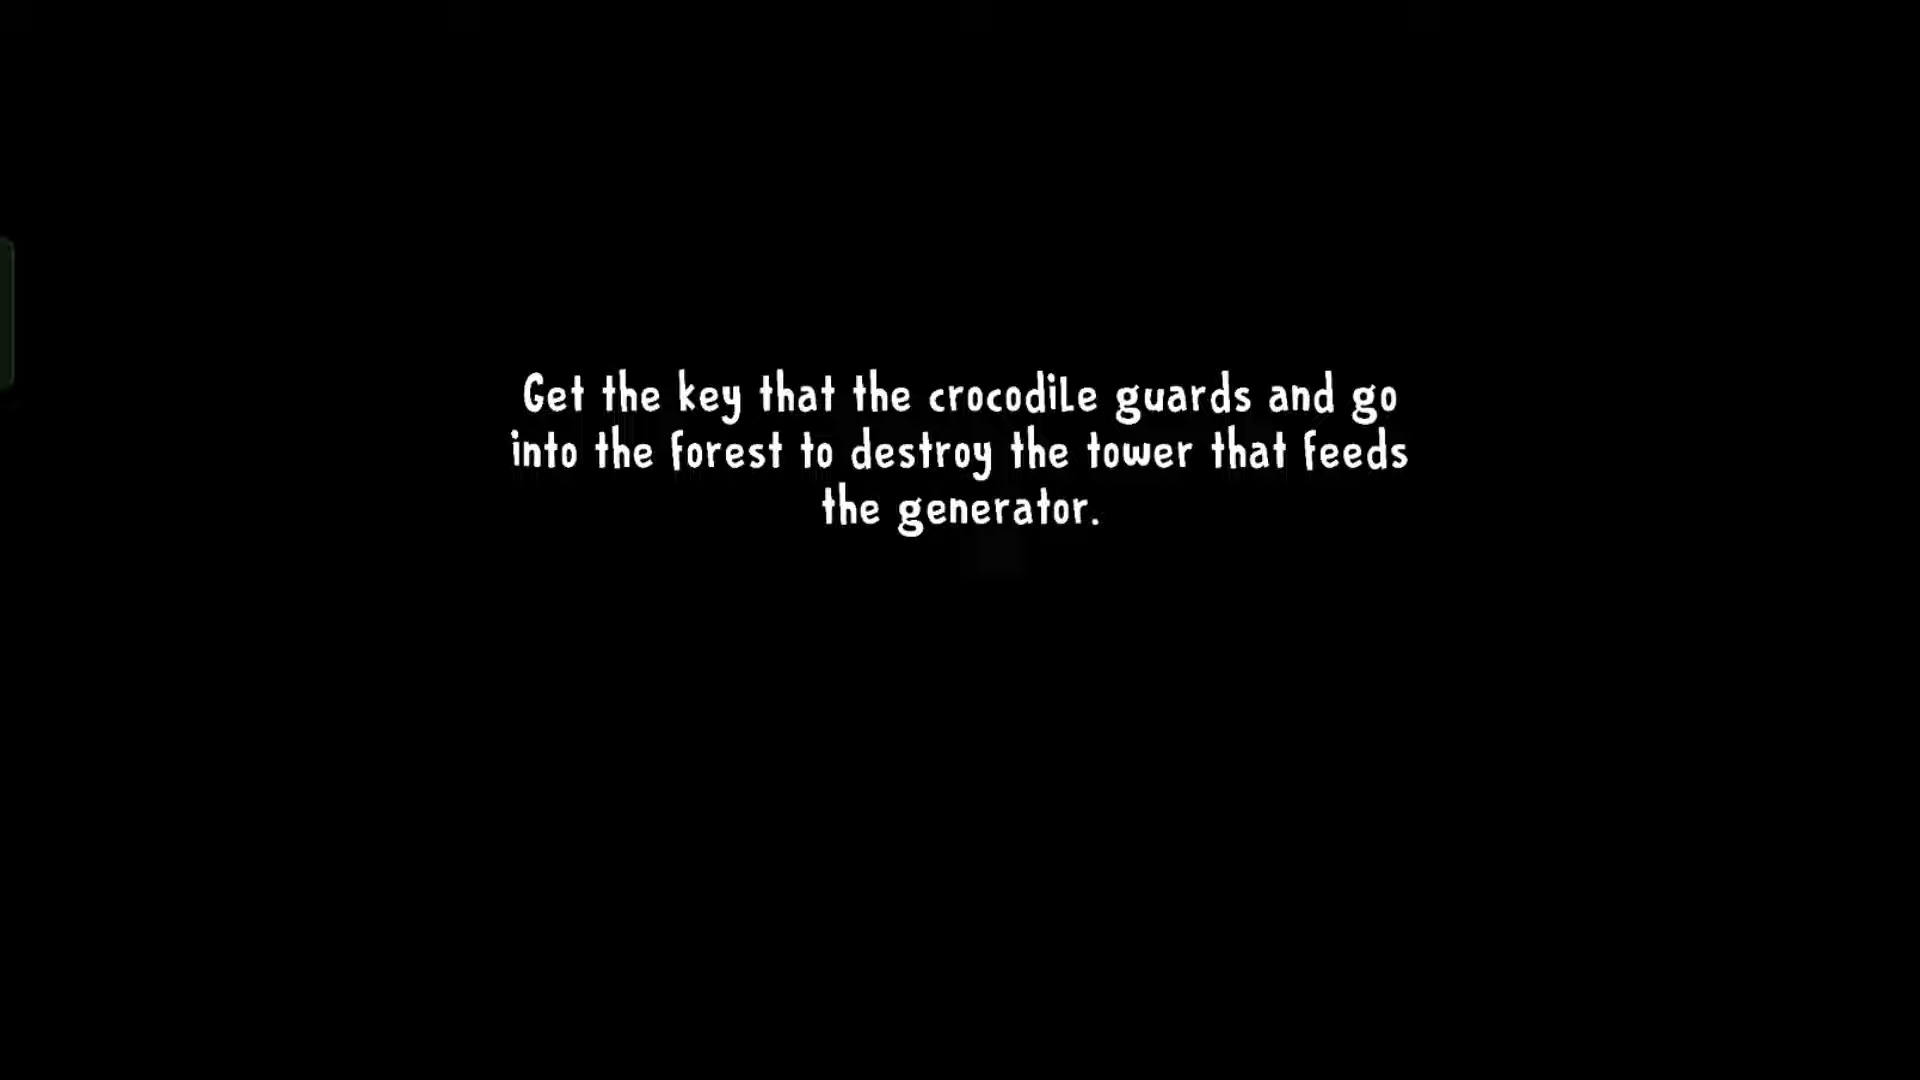 Get the key that the crocodile guards and go
into the forest to destroy the tower that feeds
the generator.